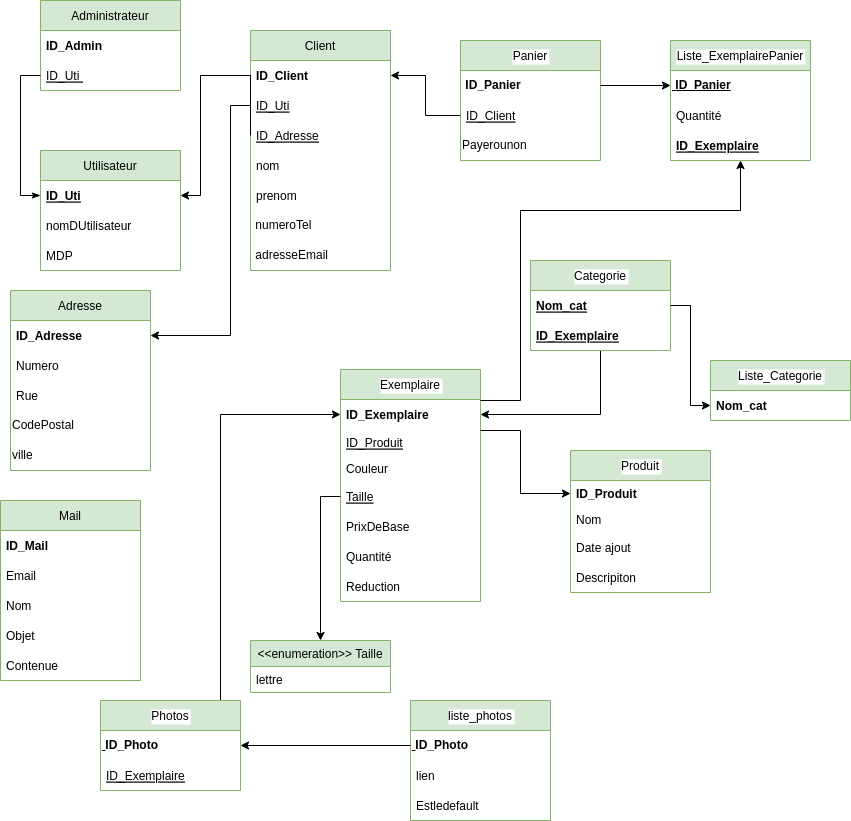 Administrateur
ID_Admin
ID_Uti
Client
ID_Client
ID_Uti
ID_Adresse
nom
prenom
numeroTel
adresseEmail
Panier
ID_Panier
ID_Client
Payerounon
Liste_ExemplairePanier
ID_Panier
Quantité
ID_Exemplaire
Utilisateur
ID_Uti
nomDUtilisateur
MDP
Adresse
ID_Adresse
Numero
Rue
CodePostal
ville
Categorie
Nom_cat
ID_Exemplaire
Liste_Categorie
Nom_cat
Exemplaire
ID_Exemplaire
ID_Produit
Couleur
Taille
PrixDeBase
Quantité
Reduction
Produit
ID_Produit
Nom
Date ajout
Descripiton
Mail
ID_Mail
Email
Nom
Objet
Contenue
<<enumeration>> Taille
lettre
Photos
_ID_Photo
ID_Exemplaire
liste_photos
_ID_Photo
lien
Estledefault